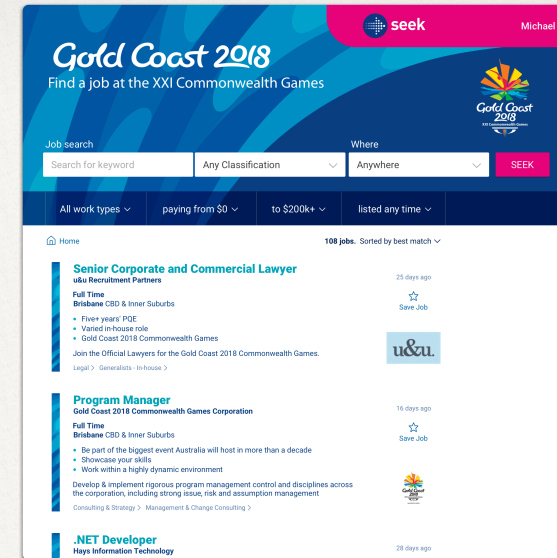 seek
Michael
Gold Coast 2018
Find a job at the XXI Commonwealth Games
Gold Coast
2018
XXI Commonwealth Games
Job search
Where
Search for keyword
Any Classification
Anywhere
SEEK
All work types
paying from $0
to $200k+
listed any time
Home
108 jobs. Sorted by best match
Senior Corporate and Commercial Lawyer
u&u Recruitment Partners
25 days ago
Full Time
Brisbane CBD & Inner Suburbs
Save Job
• Five+ years' PQE
• Varied in-house role
• Gold Coast 2018 Commonwealth Games
u&u.
Join the Official Lawyers for the Gold Coast 2018 Commonwealth Games.
Legal > Generalists - In-house >
Program Manager
Gold Coast 2018 Commonwealth Games Corporation
16 days ago
Full Time
Brisbane CBD & Inner Suburbs
Save Job
• Be part of the biggest event Australia will host in more than a decade
• Showcase your skills
• Work within a highly dynamic environment
Develop & implement rigorous program management control and disciplines across
the corporation, including strong issue, risk and assumption management
Gold Coast
2018
Consulting & Strategy > Management & Change Consulting >
.NET Developer
Hays Information Technology
28 days ago